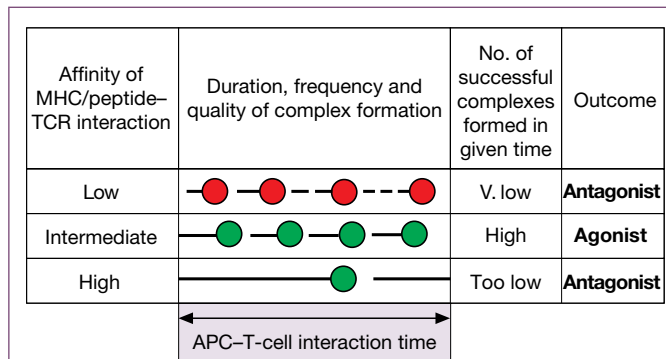 Affinity of
MHC/peptide–
TCR interaction
Duration, frequency and
quality of complex formation
No. of
successful
complexes
formed in
given time
Outcome
Low
V. low
Antagonist
Intermediate
High
Agonist
High
Too low
Antagonist
APC–T-cell interaction time